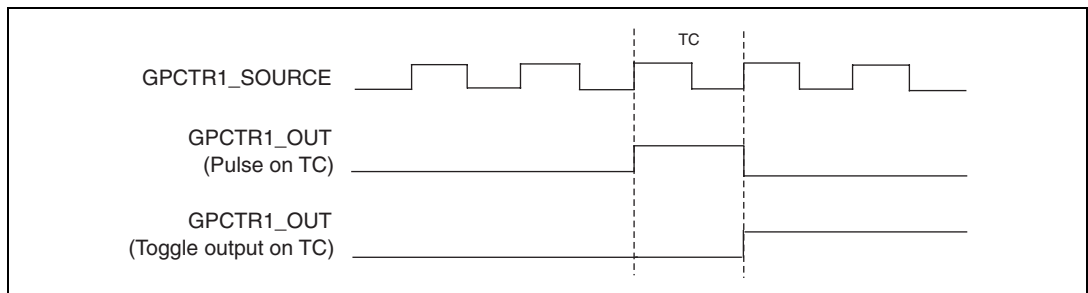 TC
GPCTR1_SOURCE
GPCTR1_OUT
(Pulse on TC)
GPCTR1_OUT
(Toggle output on TC)